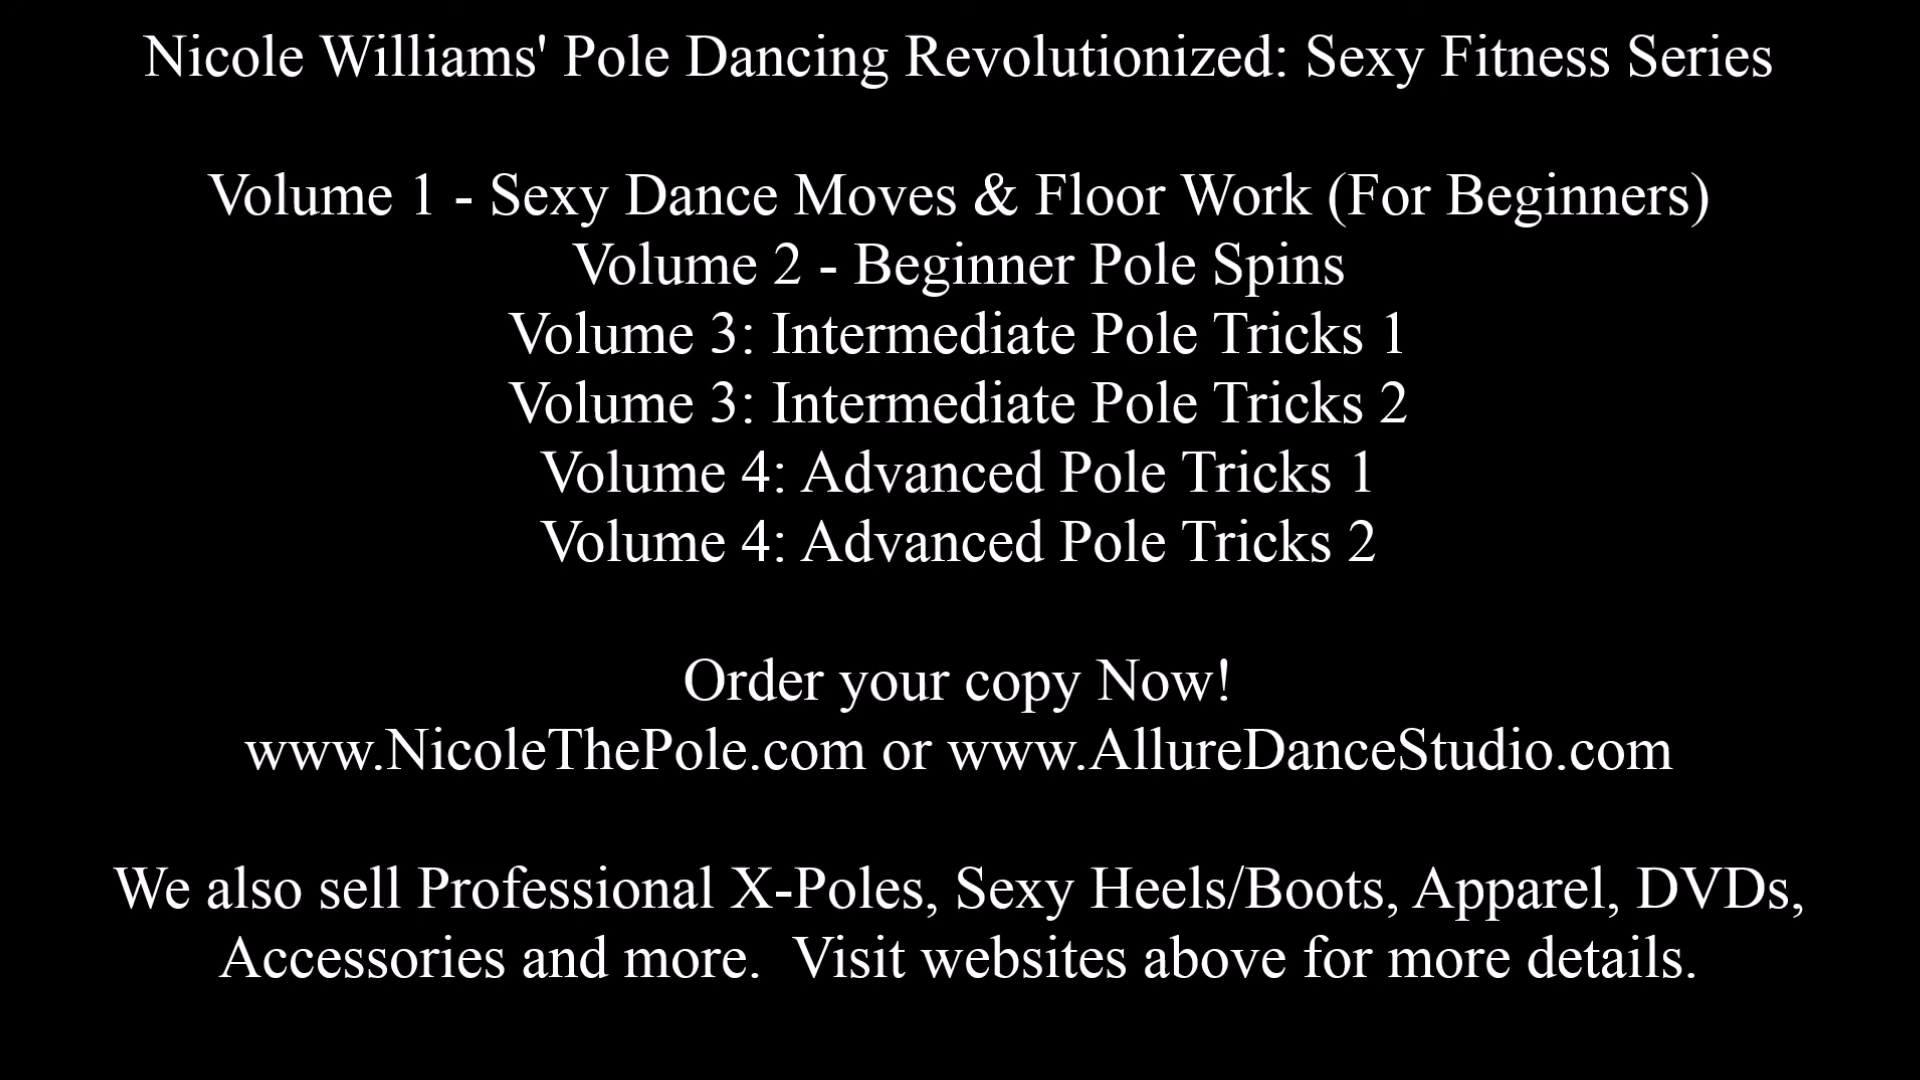 Nicole Williams' Pole Dancing Revolutionized: Sexy Fitness Series
Volume 1 - Sexy Dance Moves & Floor Work (For Beginners)
Volume 2 - Beginner Pole Spins
Volume 3: Intermediate Pole Tricks 1
Volume 3: Intermediate Pole Tricks 2
Volume 4: Advanced Pole Tricks 1
Volume 4: Advanced Pole Tricks 2
Order your copy Now!
www.NicoleThePole.com or www.AllureDanceStudio.com
We also sell Professional X-Poles, Sexy Heels/Boots, Apparel, DVDs,
Accessories and more.  Visit websites above for more details.